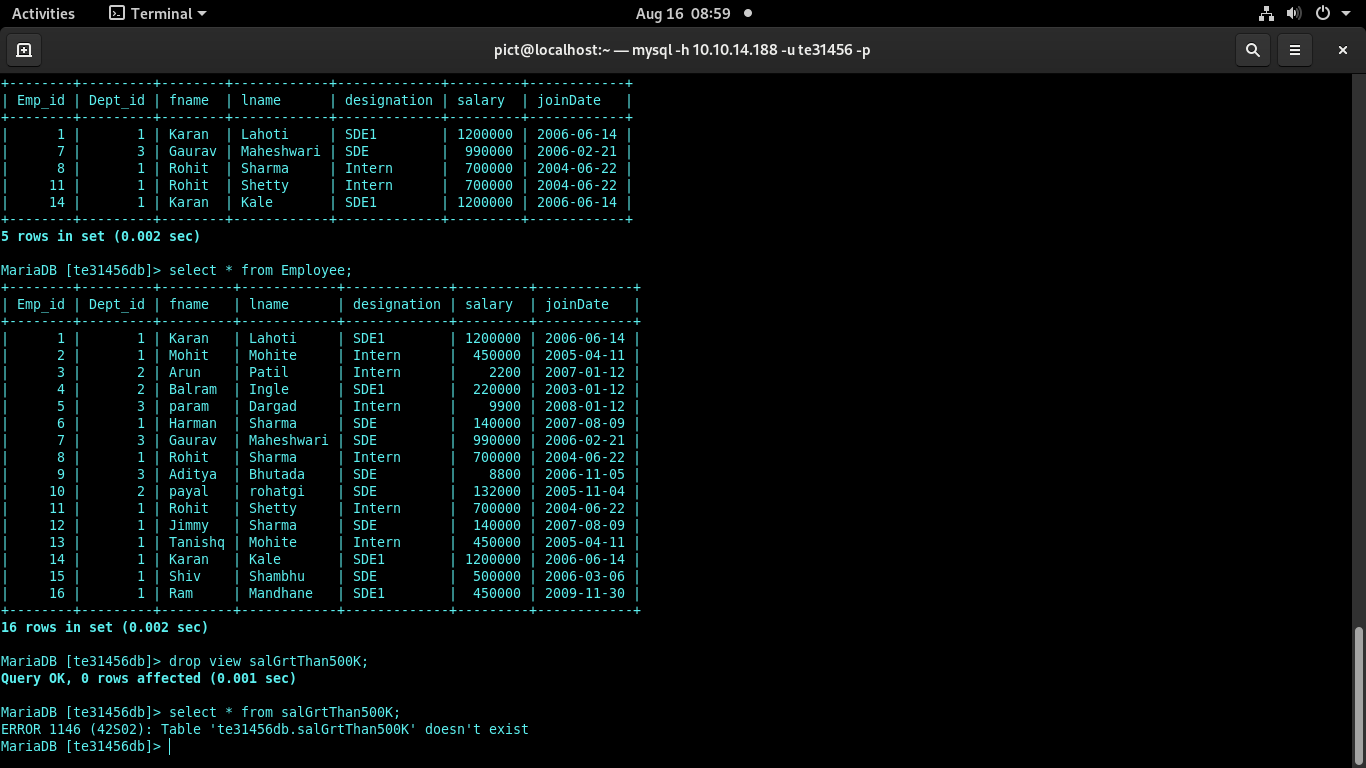 Activities Terminal Aug 16 08:59
pict@localhost:~ — mysql -h 10.10.14.188 -u te31456 -p
+--------+---------+--------+------------+-------------+---------+------------+
| Emp_id | Dept_id | fname  | lname      | designation | salary  | joinDate   |
+--------+---------+--------+------------+-------------+---------+------------+
|      1 |       1 | Karan  | Lahoti     | SDE1        | 1200000 | 2006-06-14 |
|      7 |       3 | Gaurav | Maheshwari | SDE         |  990000 | 2006-02-21 |
|      8 |       1 | Rohit  | Sharma     | Intern      |  700000 | 2004-06-22 |
|     11 |       1 | Rohit  | Shetty     | Intern      |  700000 | 2004-06-22 |
|     14 |       1 | Karan  | Kale       | SDE1        | 1200000 | 2006-06-14 |
+--------+---------+--------+------------+-------------+---------+------------+
5 rows in set (0.002 sec)
MariaDB [te31456db]> select * from Employee;
+--------+---------+---------+------------+-------------+---------+------------+
| Emp_id | Dept_id | fname   | lname      | designation | salary  | joinDate   |
+--------+---------+---------+------------+-------------+---------+------------+
|      1 |       1 | Karan   | Lahoti     | SDE1        | 1200000 | 2006-06-14 |
|      2 |       1 | Mohit   | Mohite     | Intern      |  450000 | 2005-04-11 |
|      3 |       2 | Arun    | Patil      | Intern      |    2200 | 2007-01-12 |
|      4 |       2 | Balram  | Ingle      | SDE1        |  220000 | 2003-01-12 |
|      5 |       3 | param   | Dargad     | Intern      |    9900 | 2008-01-12 |
|      6 |       1 | Harman  | Sharma     | SDE         |  140000 | 2007-08-09 |
|      7 |       3 | Gaurav  | Maheshwari | SDE         |  990000 | 2006-02-21 |
|      8 |       1 | Rohit   | Sharma     | Intern      |  700000 | 2004-06-22 |
|      9 |       3 | Aditya  | Bhutada    | SDE         |    8800 | 2006-11-05 |
|     10 |       2 | payal   | rohatgi    | SDE         |  132000 | 2005-11-04 |
|     11 |       1 | Rohit   | Shetty     | Intern      |  700000 | 2004-06-22 |
|     12 |       1 | Jimmy   | Sharma     | SDE         |  140000 | 2007-08-09 |
|     13 |       1 | Tanishq | Mohite     | Intern      |  450000 | 2005-04-11 |
|     14 |       1 | Karan   | Kale       | SDE1        | 1200000 | 2006-06-14 |
|     15 |       1 | Shiv    | Shambhu    | SDE         |  500000 | 2006-03-06 |
|     16 |       1 | Ram     | Mandhane   | SDE1        |  450000 | 2009-11-30 |
+--------+---------+---------+------------+-------------+---------+------------+
16 rows in set (0.002 sec)
MariaDB [te31456db]> drop view salGrtThan500K;
Query OK, 0 rows affected (0.001 sec)
MariaDB [te31456db]> select * from salGrtThan500K;
ERROR 1146 (42S02): Table 'te31456db.salGrtThan500K' doesn't exist
MariaDB [te31456db]>